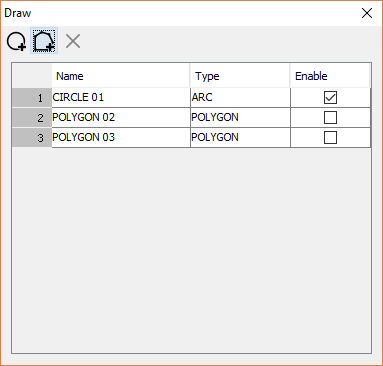 Draw
Name Type Enable
1 CIRCLE 01 ARC
2 POLYGON 02 POLYGON
3 POLYGON 03 POLYGON